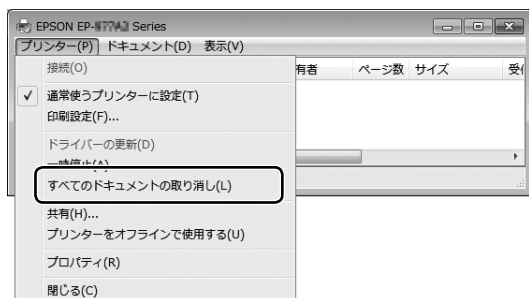 EPSON EP- Series
プリンター(P) ドキュメント(D) 表示(V)
接続(O)
有者 ページ数 サイズ 受
通常使うプリンターに設定(T)
印刷設定(F)...
ドライバーの更新(D)
一時停止(A)
すべてのドキュメントの取り消し(L)
共有(H)...
プリンターをオフラインで使用する(U)
プロパティ(R)
閉じる(C)